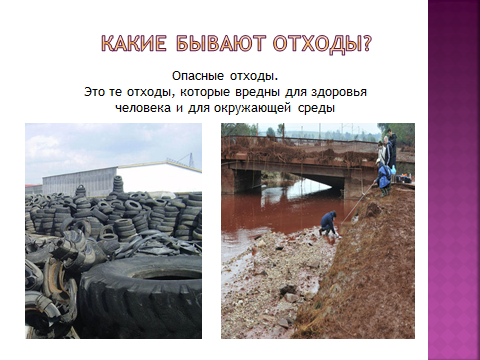 КАКИЕ БЫВАЮТ ОТХОДЫ?
Опасные отходы.
Это те отходы, которые вредны для здоровья
человека и для окружающей среды